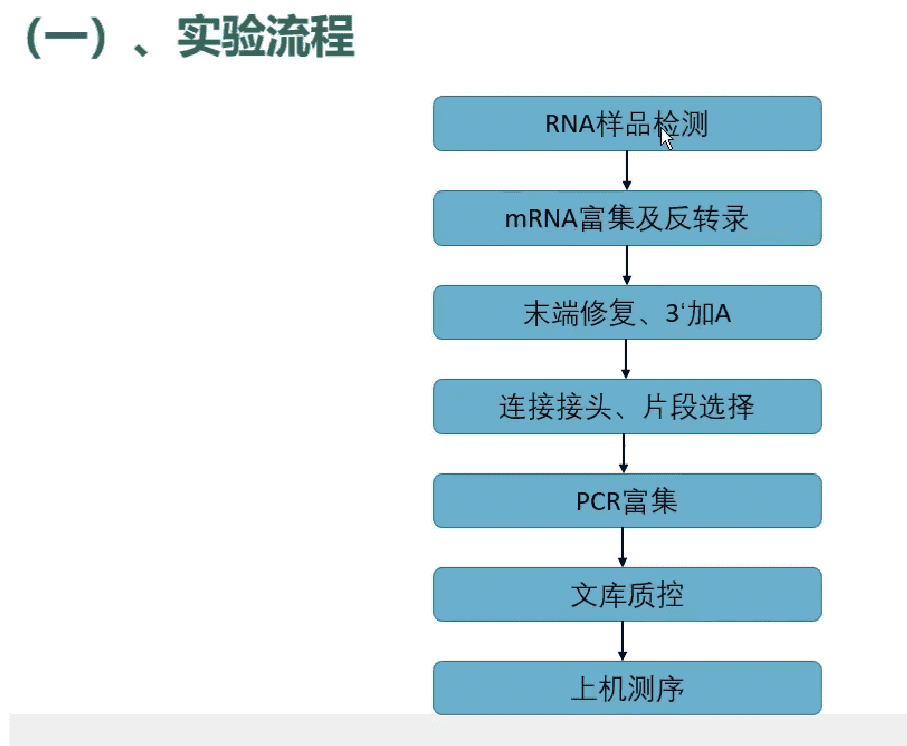 （一）、实验流程
RNA样品检测
mRNA富集及反转录
末端修复、3‘加A
连接接头、片段选择
PCR富集
文库质控
上机测序